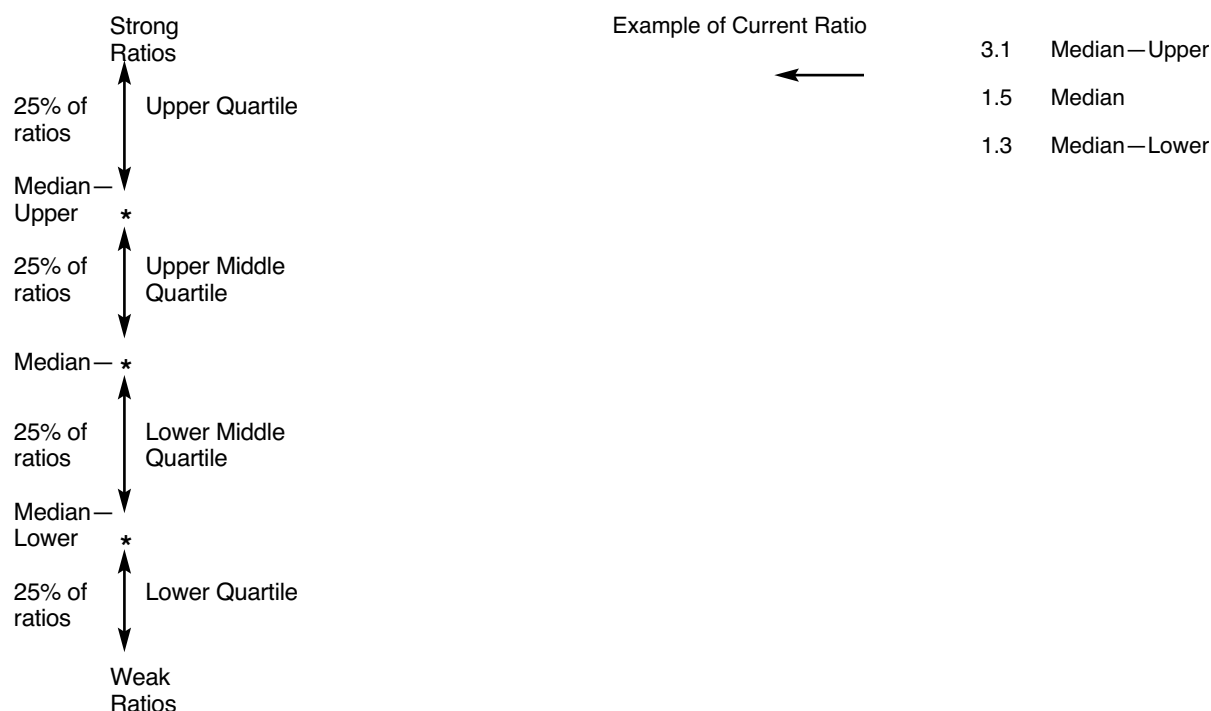 Strong
Ratios
25% of
ratios
Upper Quartile
Median—
Upper *
25% of
ratios
Upper Middle
Quartile
Median— *
25% of
ratios
Lower Middle
Quartile
Median—
Lower *
25% of
ratios
Lower Quartile
Weak
Ratios
Example of Current Ratio
3.1 Median—Upper
1.5 Median
1.3 Median—Lower